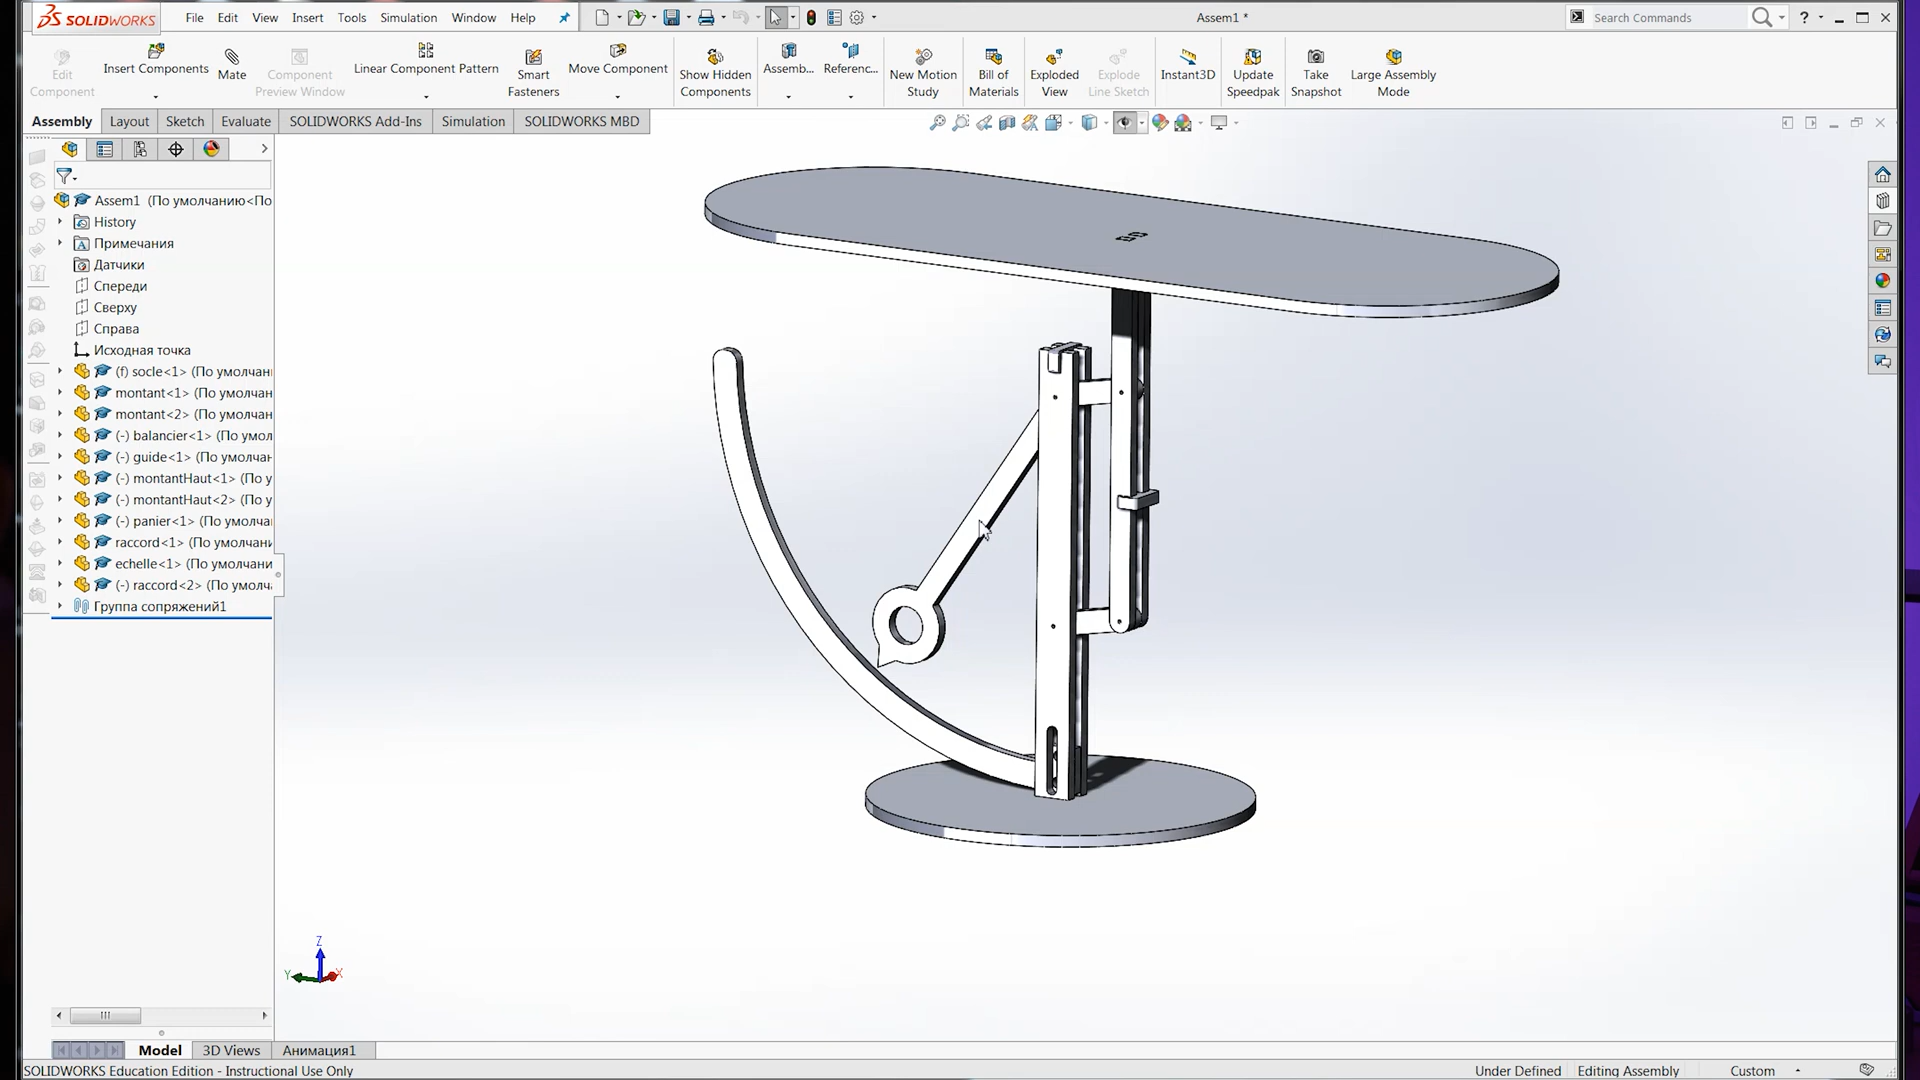 SOLIDWORKS File Edit View Insert Tools Simulation Window Help Assem1 * Search Commands ?
Edit Component
Insert Components
Mate
Component Preview Window
Linear Component Pattern
Smart Fasteners
Move Component
Show Hidden Components
Assemb...
Referenc...
New Motion Study
Bill of Materials
Exploded View
Explode Line Sketch
Instant3D
Update Speedpak
Take Snapshot
Large Assembly Mode
Assembly Layout Sketch Evaluate SOLIDWORKS Add-Ins Simulation SOLIDWORKS MBD
Assem1 (По умолчанию<По
History
Примечания
Датчики
Спереди
Сверху
Справа
Исходная точка
(f) socle<1> (По умолчан
montant<1> (По умолчан
montant<2> (По умолчан
(-) balancier<1> (По умол
(-) guide<1> (По умолчан
(-) montantHaut<1> (По у
(-) montantHaut<2> (По у
(-) panier<1> (По умолча
raccord<1> (По умолчани
echelle<1> (По умолчани
(-) raccord<2> (По умолч
Группа сопряжений1
Z
Y
X
Model 3D Views Анимация1
SOLIDWORKS Education Edition - Instructional Use Only Under Defined Editing Assembly Custom